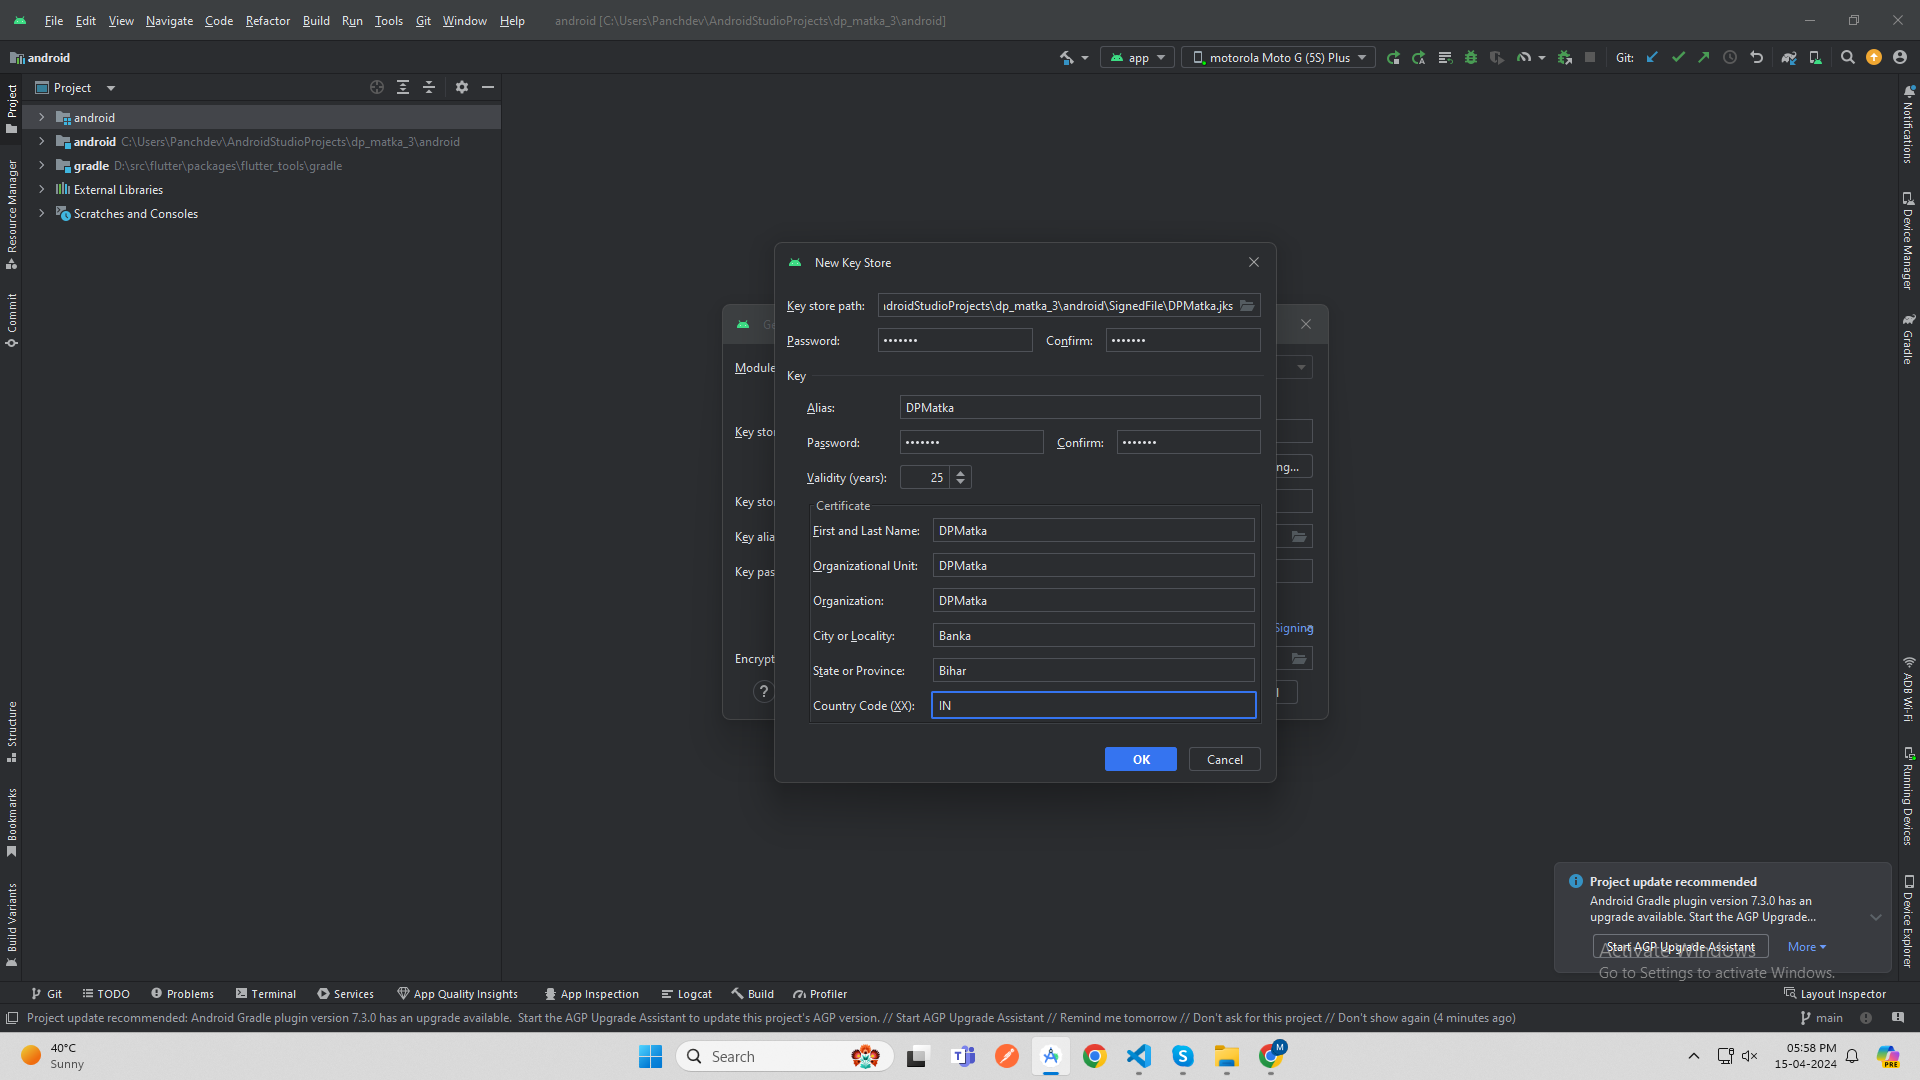 File Edit View Navigate Code Refactor Build Run Tools Git Window Help android [C:\Users\Panchdev\AndroidStudioProjects\dp_matka_3\android]
android
app
motorola Moto G (5S) Plus
Git:
Project
Project
android
android C:\Users\Panchdev\AndroidStudioProjects\dp_matka_3\android
gradle D:\src\flutter\packages\flutter_tools\gradle
External Libraries
Scratches and Consoles
Resource Manager
Commit
Structure
Bookmarks
Build Variants
Notifications
Device Manager
Gradle
ADB Wi-Fi
Running Devices
Device Explorer
New Key Store
Key store path: ndroidStudioProjects\dp_matka_3\android\SignedFile\DPMatka.jks
Password: ••••••• Confirm: •••••••
Key
Alias: DPMatka
Password: ••••••• Confirm: •••••••
Validity (years): 25
Certificate
First and Last Name: DPMatka
Organizational Unit: DPMatka
Organization: DPMatka
City or Locality: Banka
State or Province: Bihar
Country Code (XX): IN
OK Cancel
Ge
Module
Key stor
ng...
Key stor
Key alia
Key pas
Signing
Encrypt
?
Project update recommended
Android Gradle plugin version 7.3.0 has an
upgrade available. Start the AGP Upgrade...
Start AGP Upgrade Assistant More
Activate Windows
Go to Settings to activate Windows.
Git TODO Problems Terminal Services App Quality Insights App Inspection Logcat Build Profiler Layout Inspector
Project update recommended: Android Gradle plugin version 7.3.0 has an upgrade available. Start the AGP Upgrade Assistant to update this project's AGP version. // Start AGP Upgrade Assistant // Remind me tomorrow // Don't ask for this project // Don't show again (4 minutes ago) main
40°C
Sunny
Search
M
05:58 PM
15-04-2024
PRE